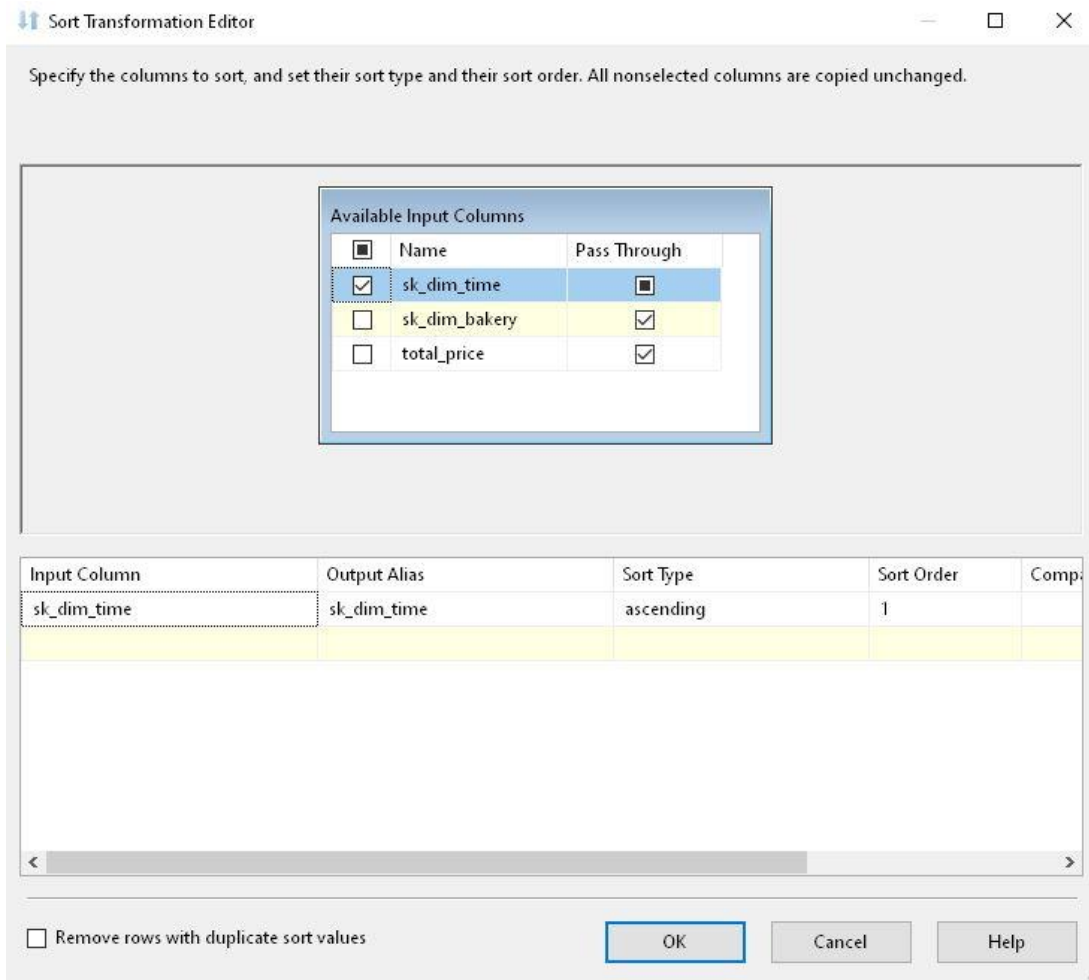 Sort Transformation Editor
Specify the columns to sort, and set their sort type and their sort order. All nonselected columns are copied unchanged.
Available Input Columns
Name Pass Through
sk_dim_time
sk_dim_bakery
total_price
Input Column Output Alias Sort Type Sort Order Compa
sk_dim_time sk_dim_time ascending 1
Remove rows with duplicate sort values OK Cancel Help